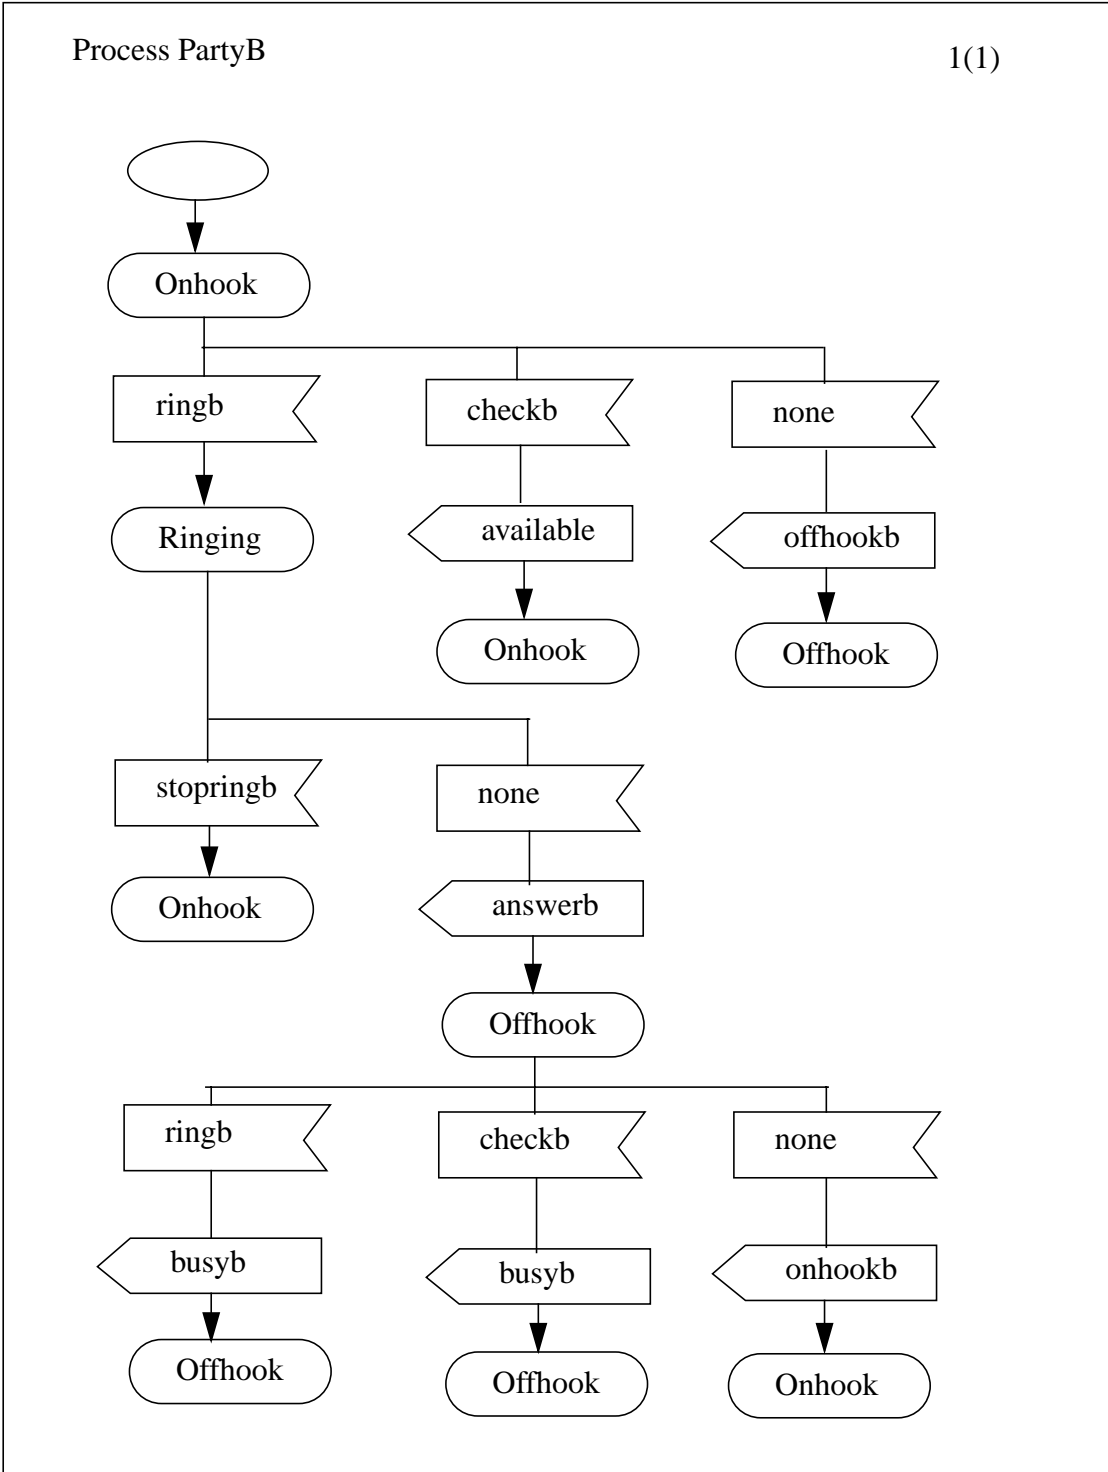 Process PartyB
1(1)
Onhook
ringb
checkb
none
Ringing
available
offhookb
Onhook
Offhook
stopringb
none
Onhook
answerb
Offhook
ringb
checkb
none
busyb
busyb
onhookb
Offhook
Offhook
Onhook